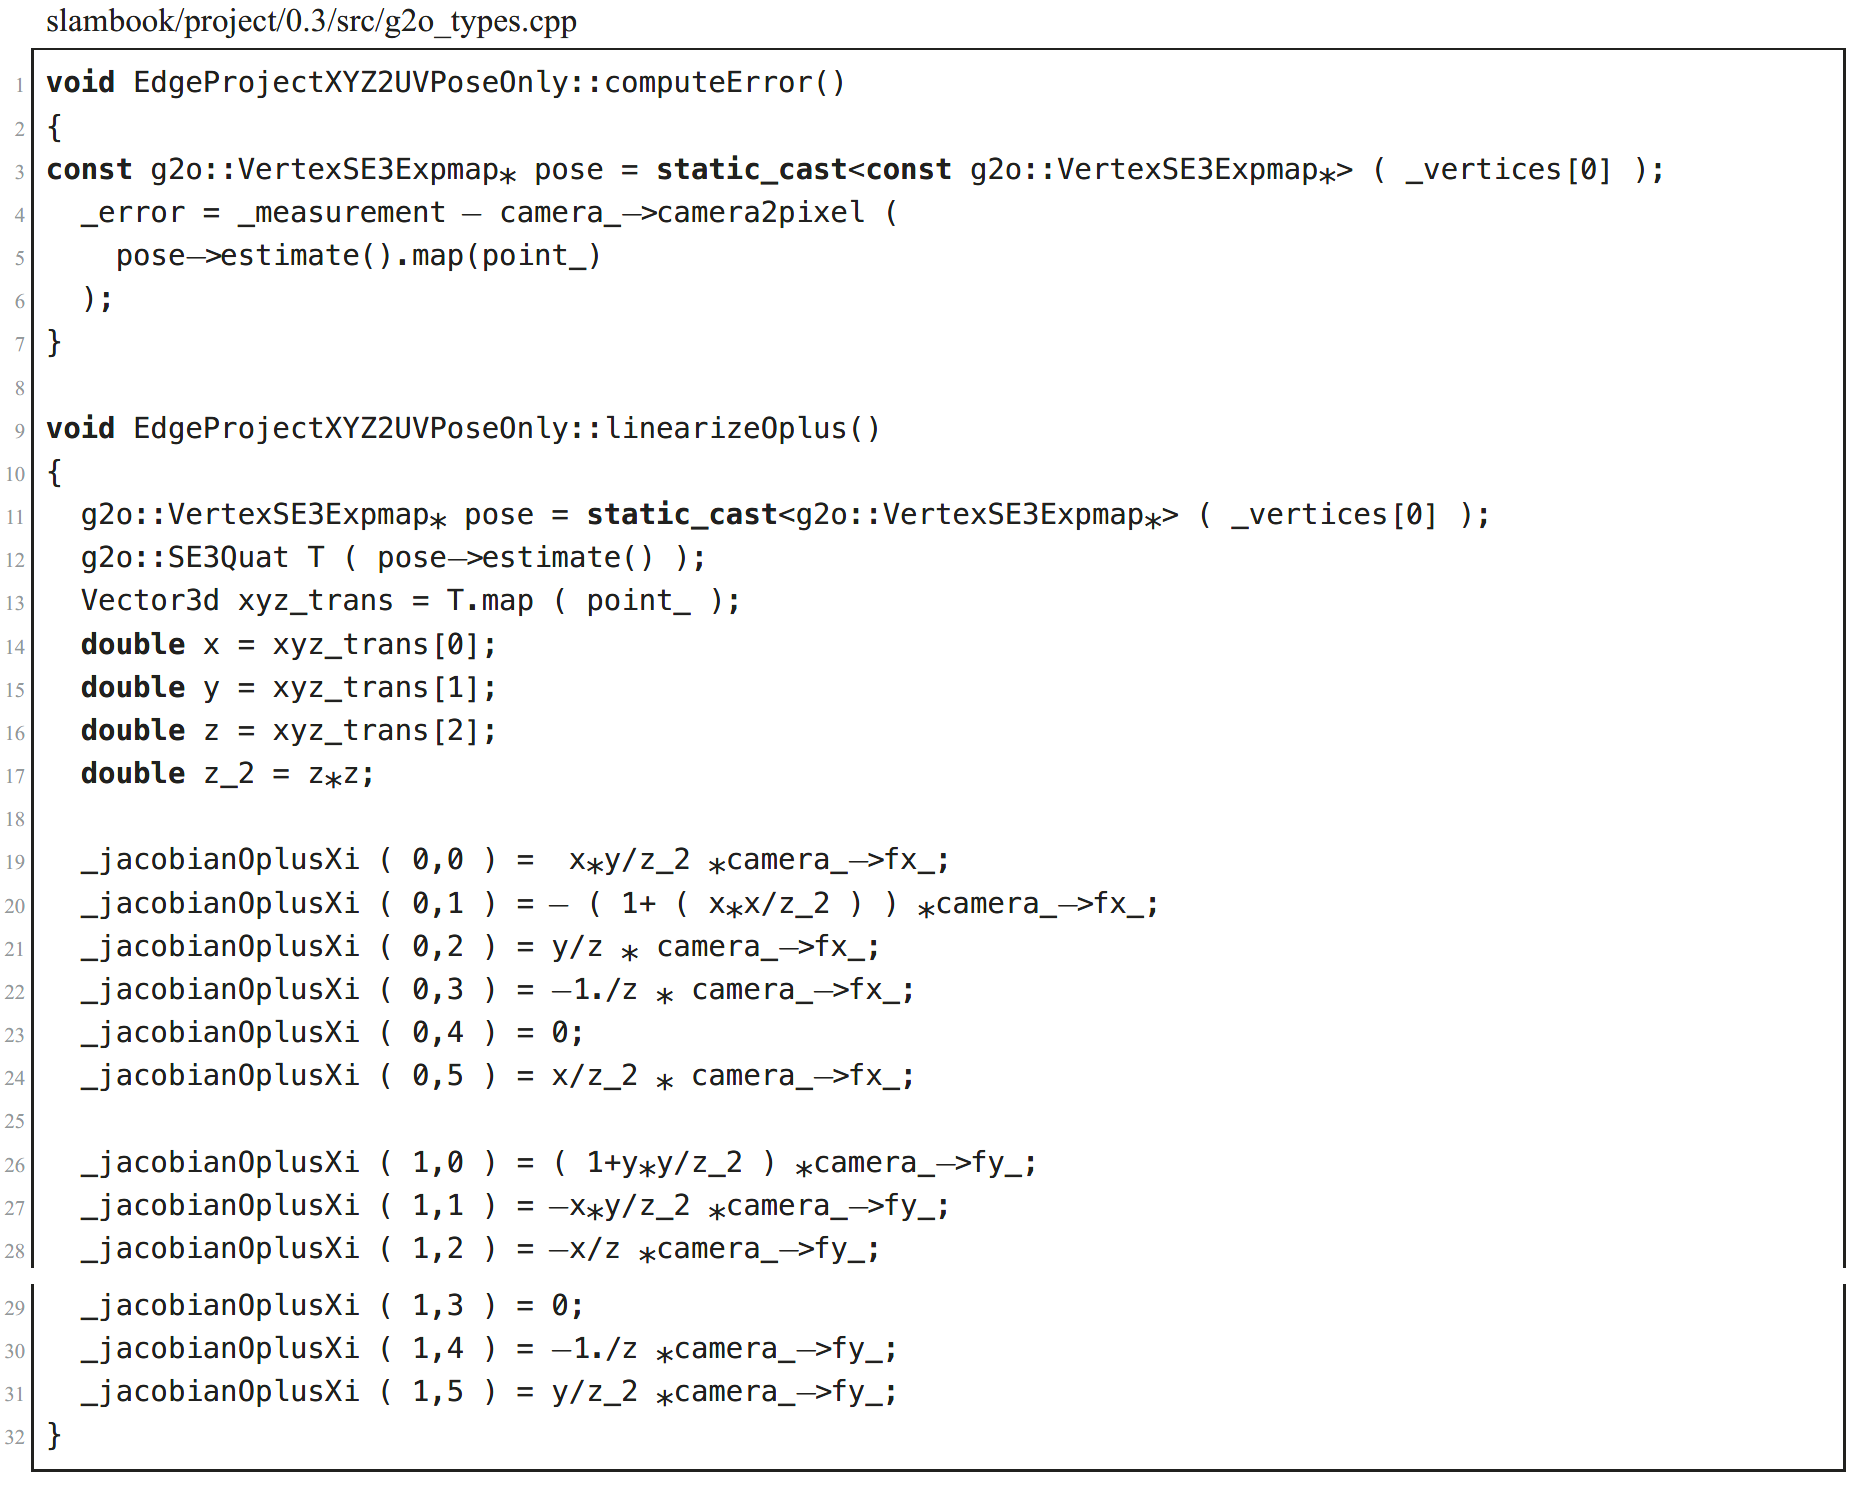 slambook/project/0.3/src/g2o_types.cpp
1 void EdgeProjectXYZ2UVPoseOnly::computeError()
2 {
3 const g2o::VertexSE3Expmap* pose = static_cast<const g2o::VertexSE3Expmap*> ( _vertices[0] );
4   _error = _measurement – camera_–>camera2pixel (
5     pose–>estimate().map(point_)
6   );
7 }
8
9 void EdgeProjectXYZ2UVPoseOnly::linearizeOplus()
10 {
11   g2o::VertexSE3Expmap* pose = static_cast<g2o::VertexSE3Expmap*> ( _vertices[0] );
12   g2o::SE3Quat T ( pose–>estimate() );
13   Vector3d xyz_trans = T.map ( point_ );
14   double x = xyz_trans[0];
15   double y = xyz_trans[1];
16   double z = xyz_trans[2];
17   double z_2 = z*z;
18
19   _jacobianOplusXi ( 0,0 ) =  x*y/z_2 *camera_–>fx_;
20   _jacobianOplusXi ( 0,1 ) = – ( 1+ ( x*x/z_2 ) ) *camera_–>fx_;
21   _jacobianOplusXi ( 0,2 ) = y/z * camera_–>fx_;
22   _jacobianOplusXi ( 0,3 ) = –1./z * camera_–>fx_;
23   _jacobianOplusXi ( 0,4 ) = 0;
24   _jacobianOplusXi ( 0,5 ) = x/z_2 * camera_–>fx_;
25
26   _jacobianOplusXi ( 1,0 ) = ( 1+y*y/z_2 ) *camera_–>fy_;
27   _jacobianOplusXi ( 1,1 ) = –x*y/z_2 *camera_–>fy_;
28   _jacobianOplusXi ( 1,2 ) = –x/z *camera_–>fy_;
29   _jacobianOplusXi ( 1,3 ) = 0;
30   _jacobianOplusXi ( 1,4 ) = –1./z *camera_–>fy_;
31   _jacobianOplusXi ( 1,5 ) = y/z_2 *camera_–>fy_;
32 }